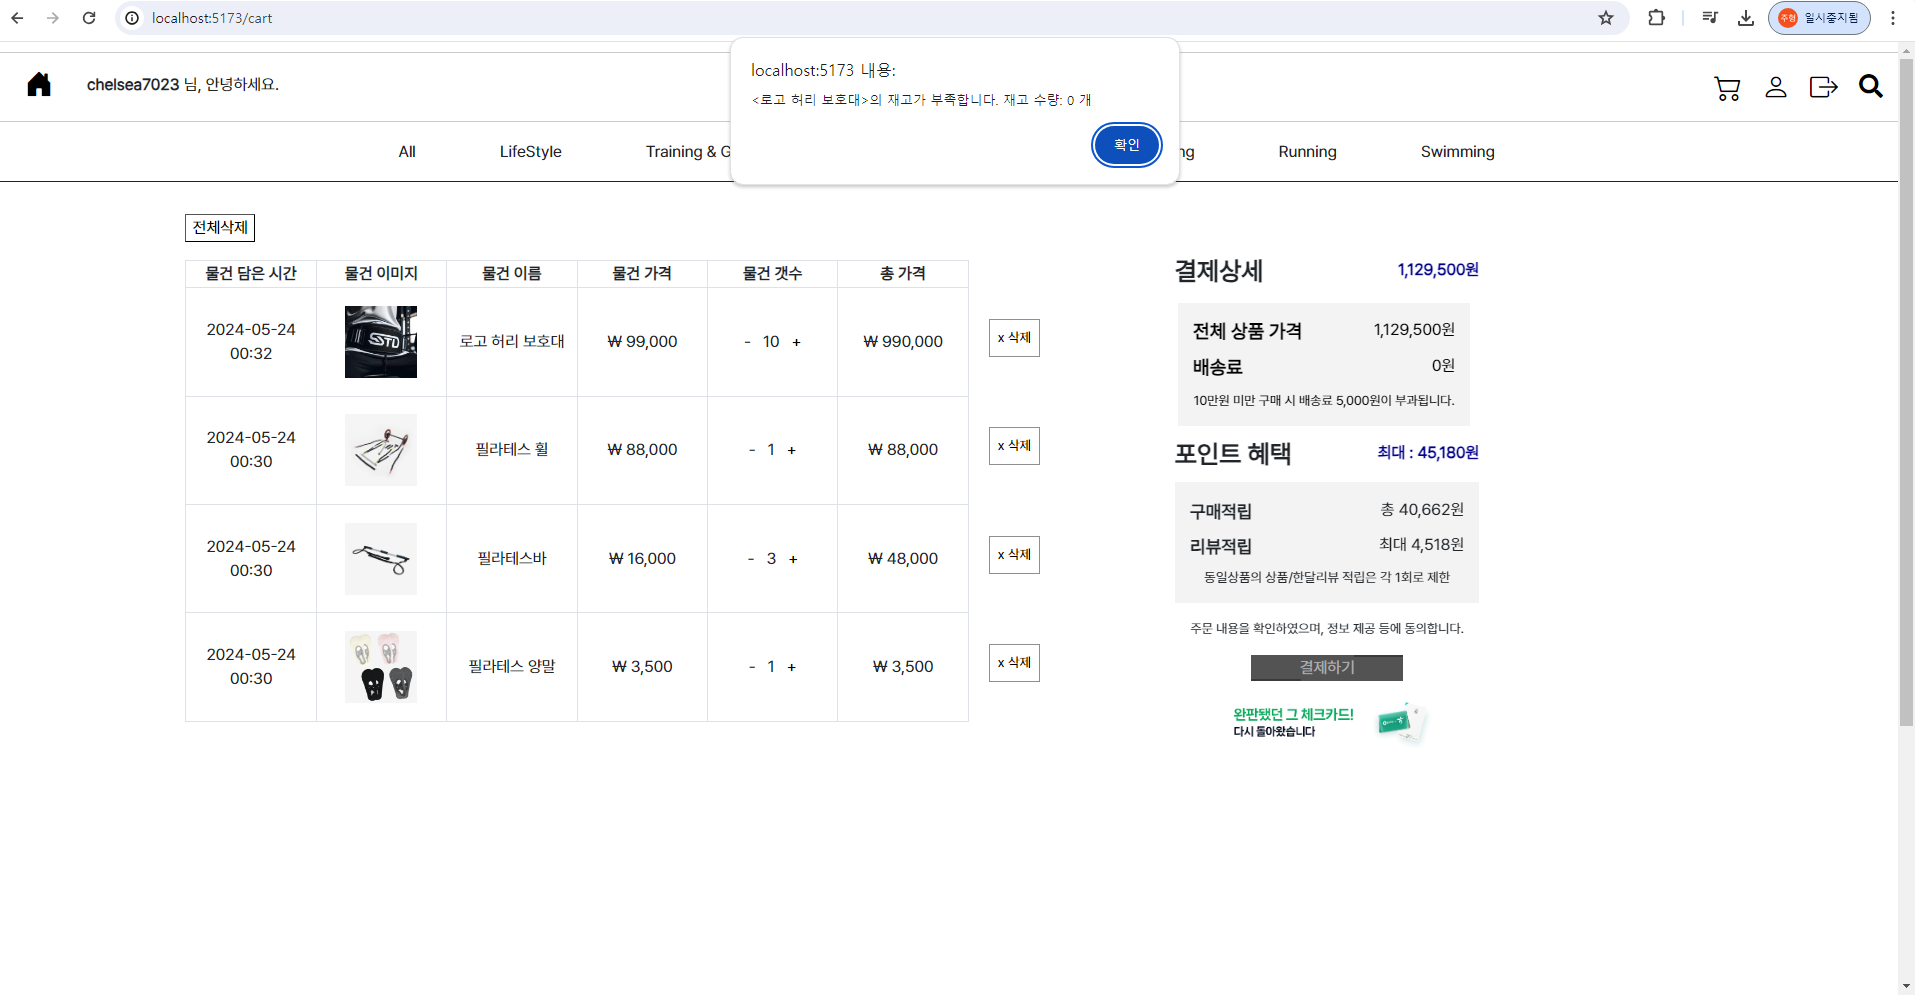 localhost:5173/cart
주형 일시중지됨
localhost:5173 내용:
<로고 허리 보호대>의 재고가 부족합니다. 재고 수량: 0 개
확인
chelsea7023 님, 안녕하세요.
All LifeStyle Training & G ng Running Swimming
전체삭제
물건 담은 시간 물건 이미지 물건 이름 물건 가격 물건 갯수 총 가격
2024-05-24
00:32
STD
로고 허리 보호대 ₩ 99,000 - 10 + ₩ 990,000 x 삭제
2024-05-24
00:30
필라테스 휠 ₩ 88,000 - 1 + ₩ 88,000 x 삭제
2024-05-24
00:30
필라테스바 ₩ 16,000 - 3 + ₩ 48,000 x 삭제
2024-05-24
00:30
필라테스 양말 ₩ 3,500 - 1 + ₩ 3,500 x 삭제
결제상세 1,129,500원
전체 상품 가격 1,129,500원
배송료 0원
10만원 미만 구매 시 배송료 5,000원이 부과됩니다.
포인트 혜택 최대 : 45,180원
구매적립 총 40,662원
리뷰적립 최대 4,518원
동일상품의 상품/한달리뷰 적립은 각 1회로 제한
주문 내용을 확인하였으며, 정보 제공 등에 동의합니다.
결제하기
완판됐던 그 체크카드!
다시 돌아왔습니다